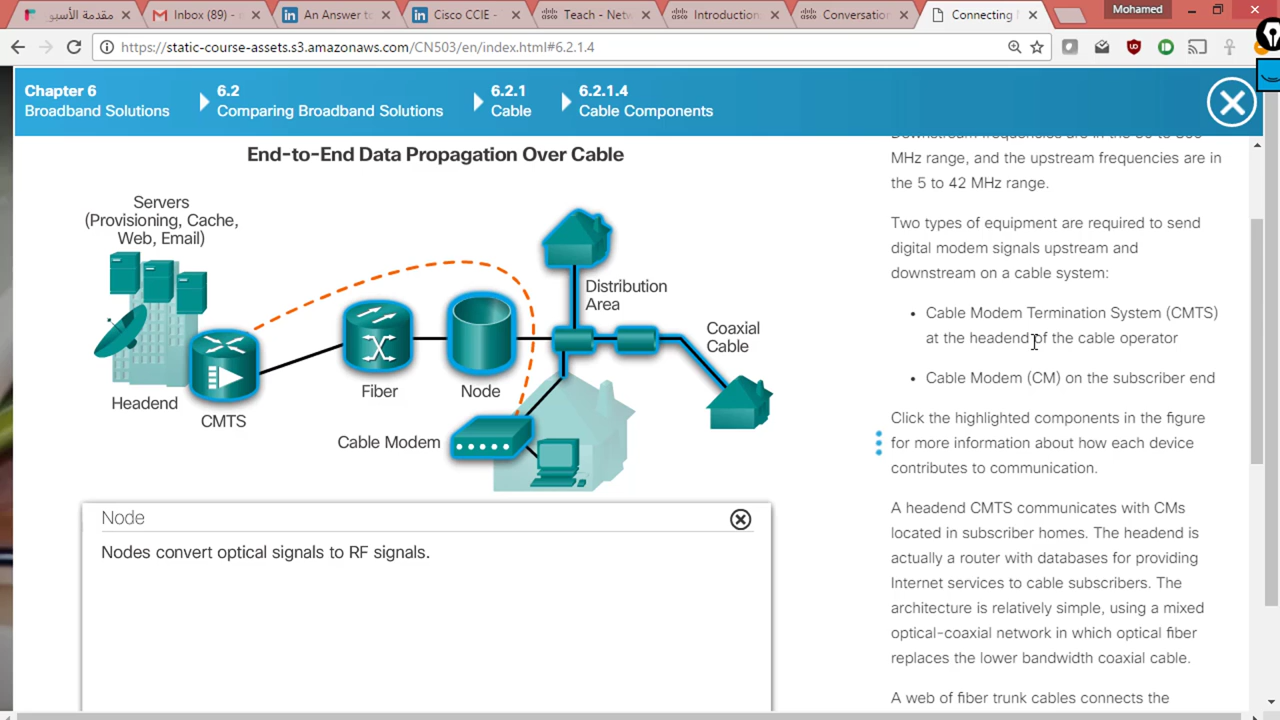 مقدمة الأسبو
Inbox (89) -
An Answer to
Cisco CCIE -
Teach - Netw
Introduction
Conversation
Connecting
Mohamed
https://static-course-assets.s3.amazonaws.com/CN503/en/index.html#6.2.1.4
Chapter 6
Broadband Solutions
6.2
Comparing Broadband Solutions
6.2.1
Cable
6.2.1.4
Cable Components
End-to-End Data Propagation Over Cable
Servers
(Provisioning, Cache,
Web, Email)
Headend
CMTS
Fiber
Node
Distribution
Area
Coaxial
Cable
Cable Modem
Node
Nodes convert optical signals to RF signals.
MHz range, and the upstream frequencies are in
the 5 to 42 MHz range.
Two types of equipment are required to send
digital modem signals upstream and
downstream on a cable system:
• Cable Modem Termination System (CMTS)
at the headend of the cable operator
• Cable Modem (CM) on the subscriber end
Click the highlighted components in the figure
for more information about how each device
contributes to communication.
A headend CMTS communicates with CMs
located in subscriber homes. The headend is
actually a router with databases for providing
Internet services to cable subscribers. The
architecture is relatively simple, using a mixed
optical-coaxial network in which optical fiber
replaces the lower bandwidth coaxial cable.
A web of fiber trunk cables connects the